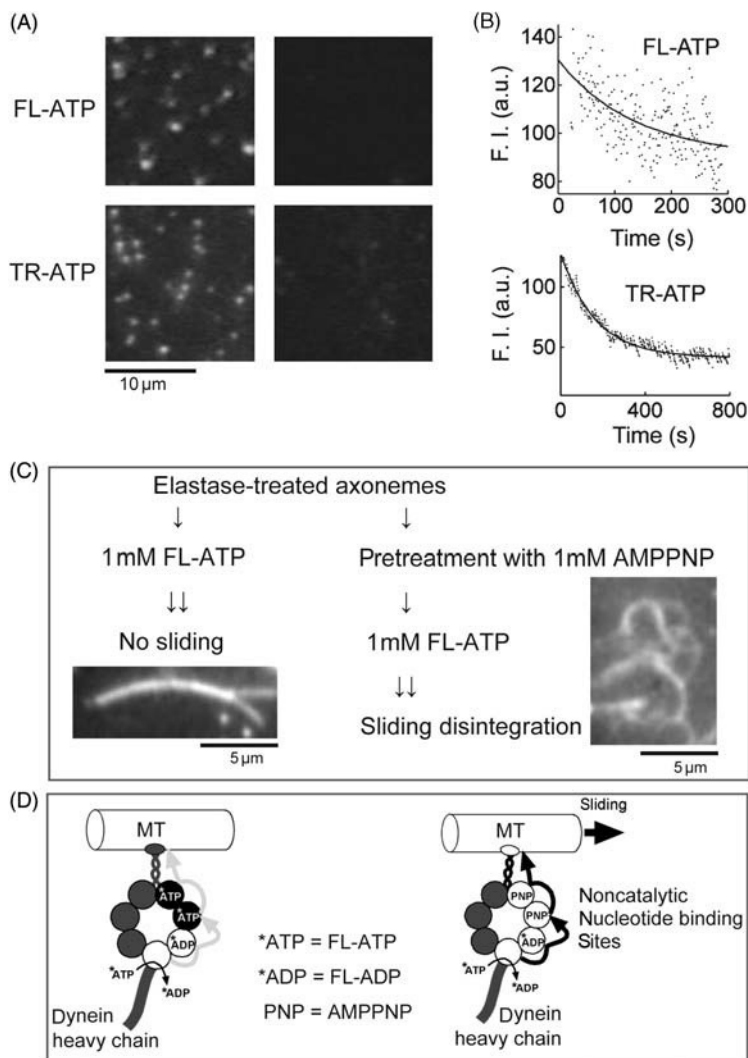 (A)
FL-ATP
TR-ATP
10 µm
(B)
FL-ATP
F. I. (a.u.)
140
120
100
80
0 100 200 300
Time (s)
TR-ATP
F. I. (a.u.)
100
50
0 400 800
Time (s)
(C)
Elastase-treated axonemes
↓ ↓
1mM FL-ATP Pretreatment with 1mM AMPPNP
↓↓ ↓
No sliding 1mM FL-ATP
↓↓
Sliding disintegration
5 µm
5 µm
(D)
MT
*ATP
*ATP
*ADP
*ATP
*ADP
Dynein
heavy chain
*ATP = FL-ATP
*ADP = FL-ADP
PNP = AMPPNP
Sliding
MT
PNP
PNP
*ADP
*ATP
*ADP
Noncatalytic
Nucleotide binding
Sites
Dynein
heavy chain